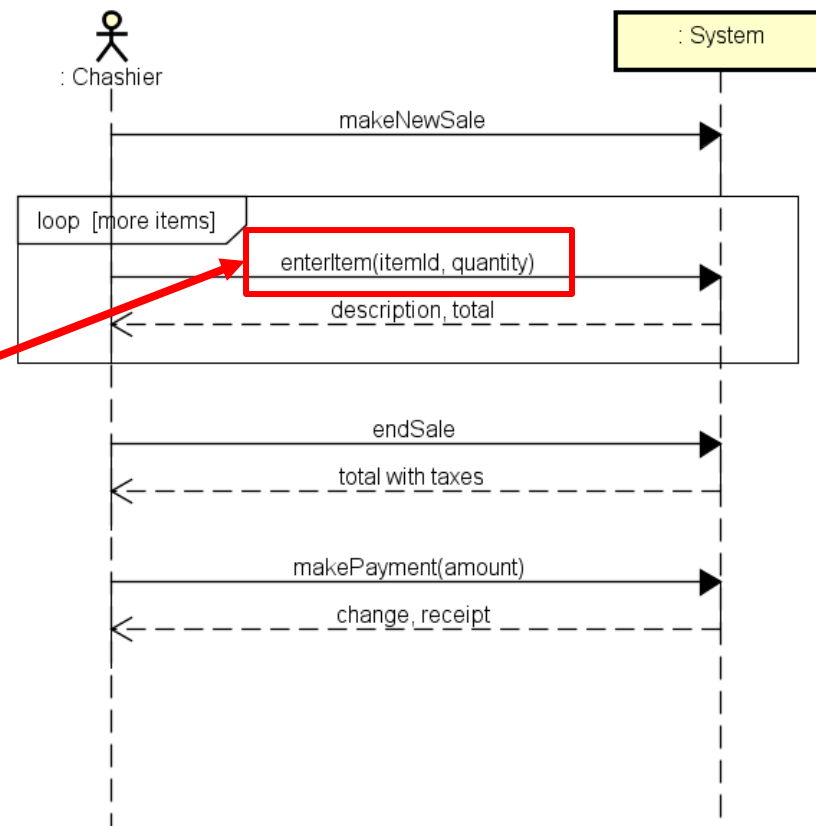 : System
: Chashier
makeNewSale
loop [more items]
enterItem(itemId, quantity)
description, total
endSale
total with taxes
makePayment(amount)
change, receipt